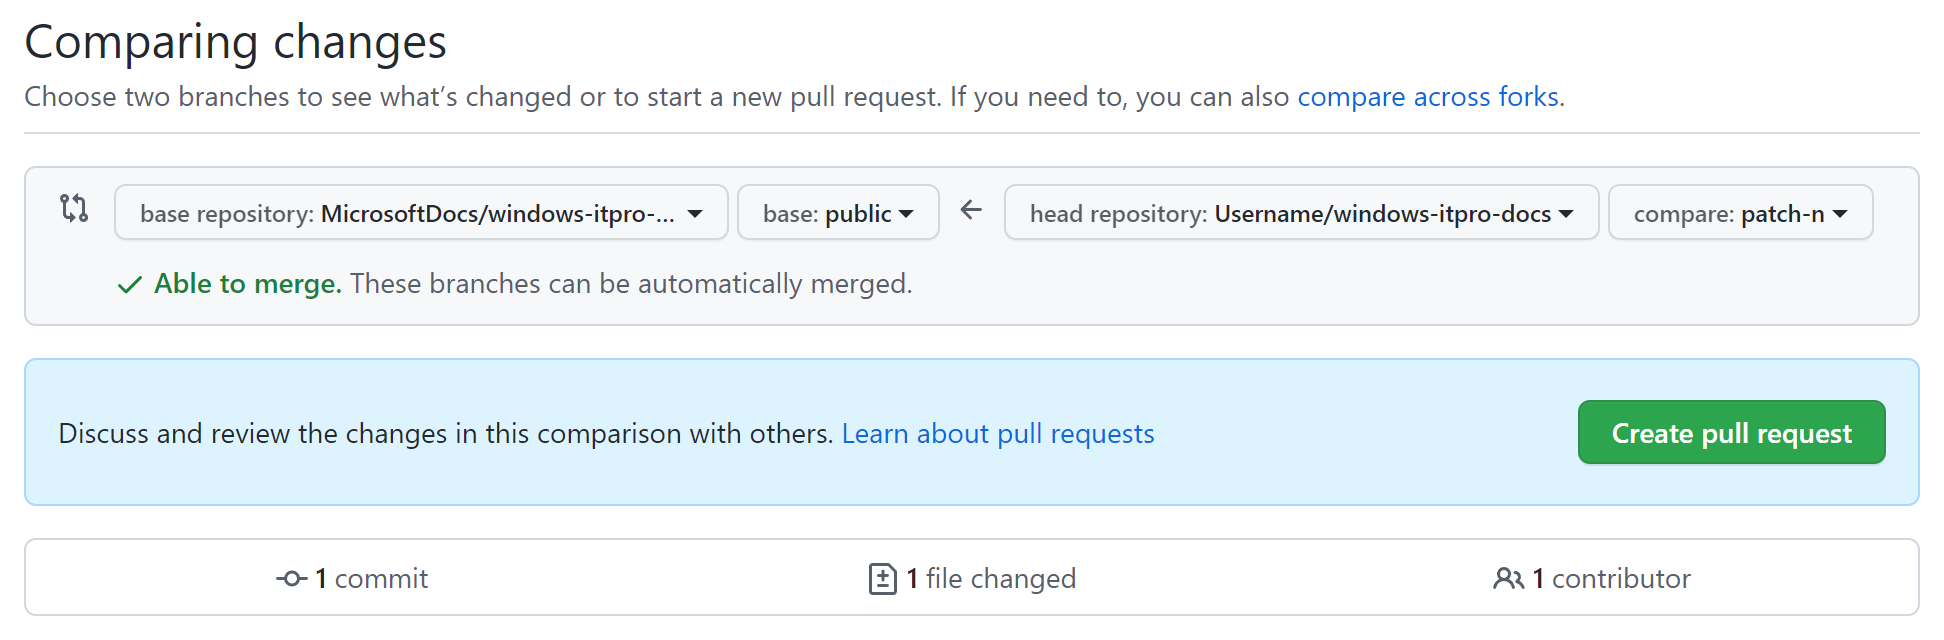 Comparing changes
Choose two branches to see what’s changed or to start a new pull request. If you need to, you can also compare across forks.
base repository: MicrosoftDocs/windows-itpro-... base: public head repository: Username/windows-itpro-docs compare: patch-n
Able to merge. These branches can be automatically merged.
Discuss and review the changes in this comparison with others. Learn about pull requests Create pull request
1 commit 1 file changed 1 contributor